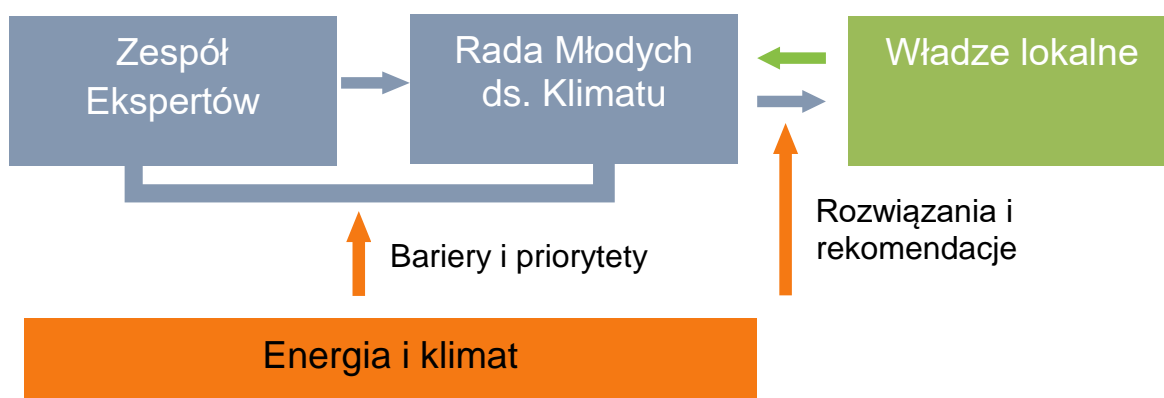 Zespół
Ekspertów
Rada Młodych
ds. Klimatu
Władze lokalne
Rozwiązania i
rekomendacje
Bariery i priorytety
Energia i klimat